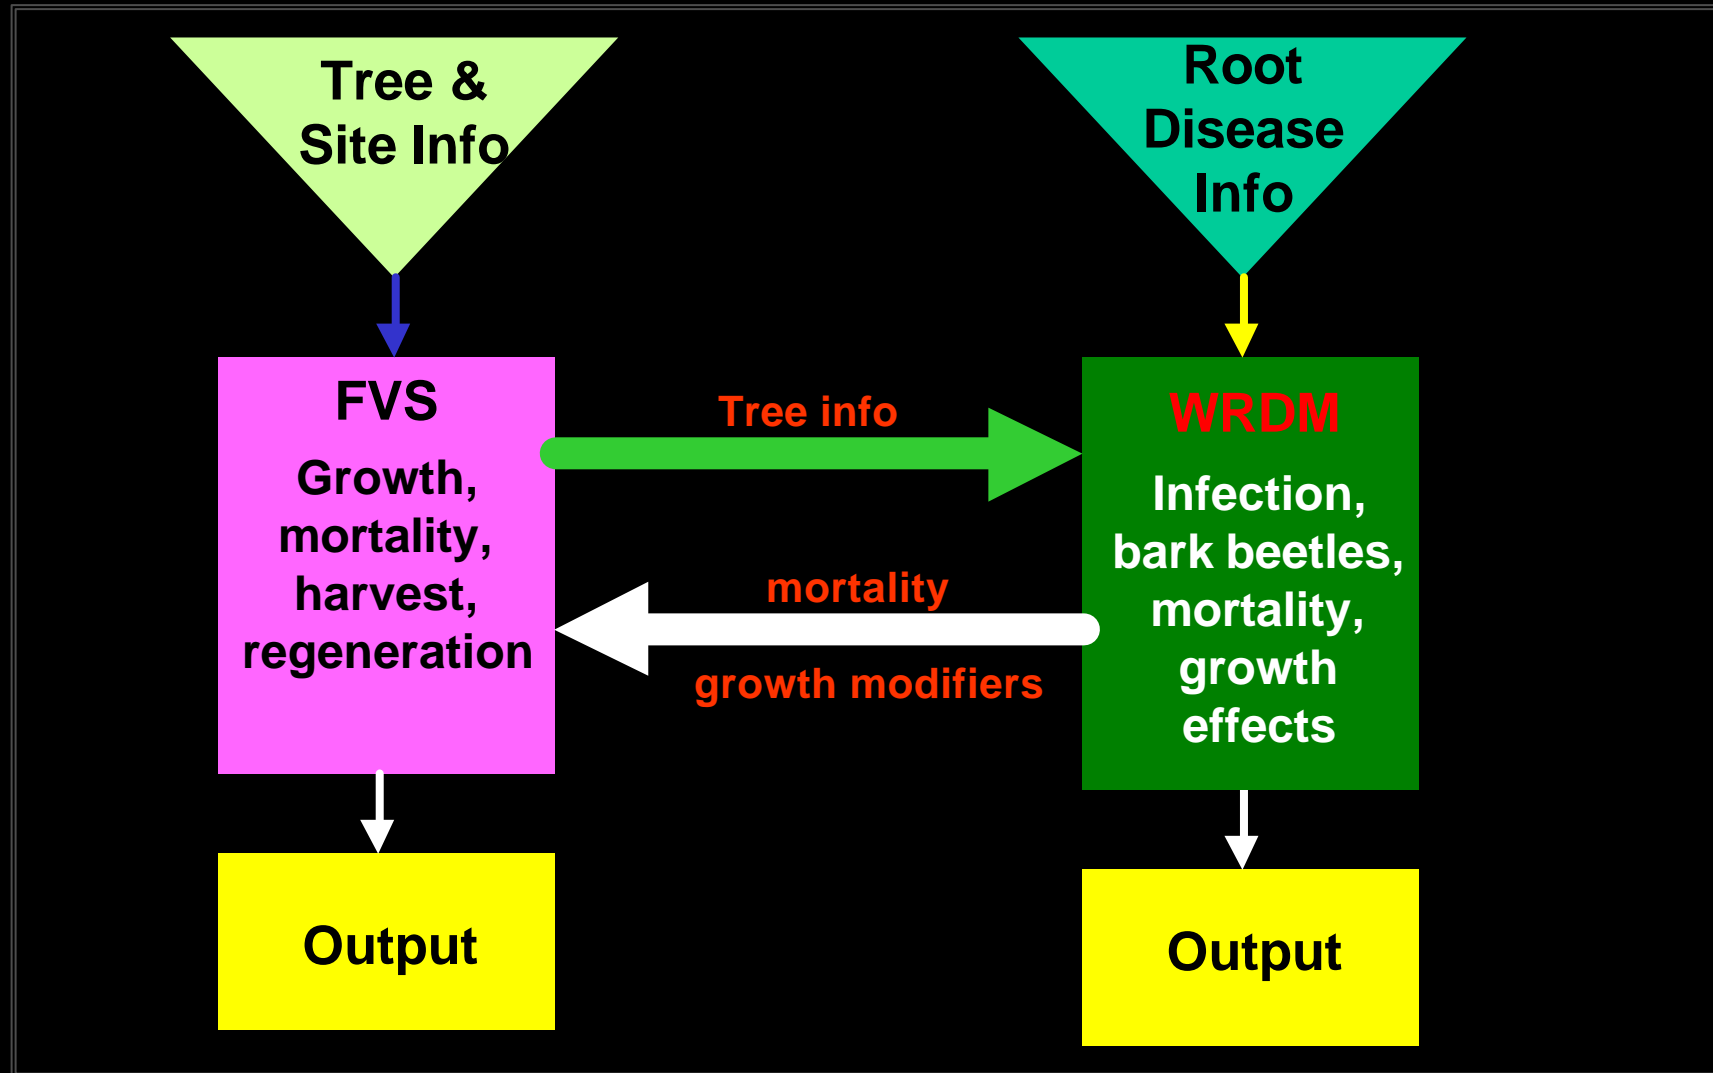 Tree &
Site Info
Root
Disease
Info
FVS
Growth,
mortality,
harvest,
regeneration
Tree info
mortality
growth modifiers
WRDM
Infection,
bark beetles,
mortality,
growth
effects
Output
Output